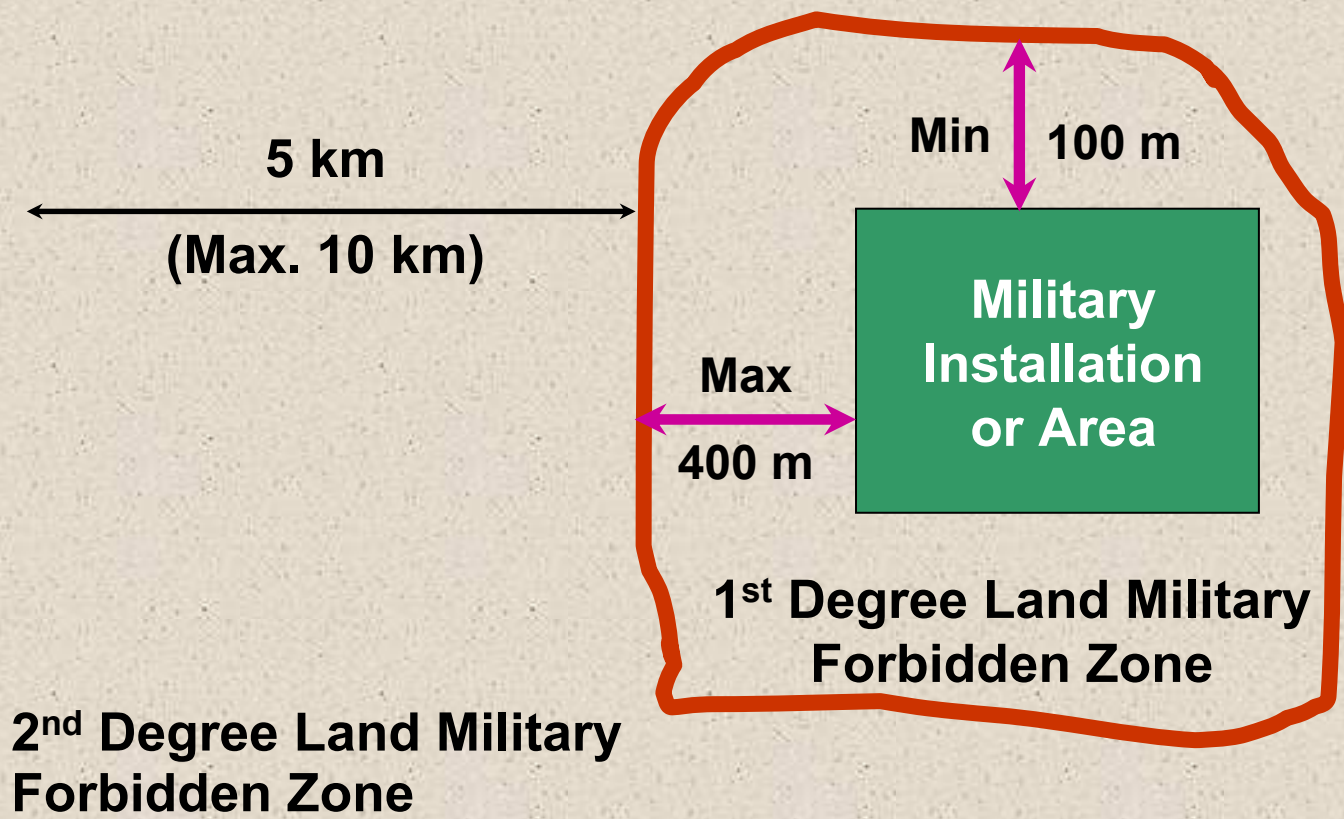 5 km
(Max. 10 km)
Min
100 m
Military
Installation
or Area
Max
400 m
1st Degree Land Military
Forbidden Zone
2nd Degree Land Military
Forbidden Zone